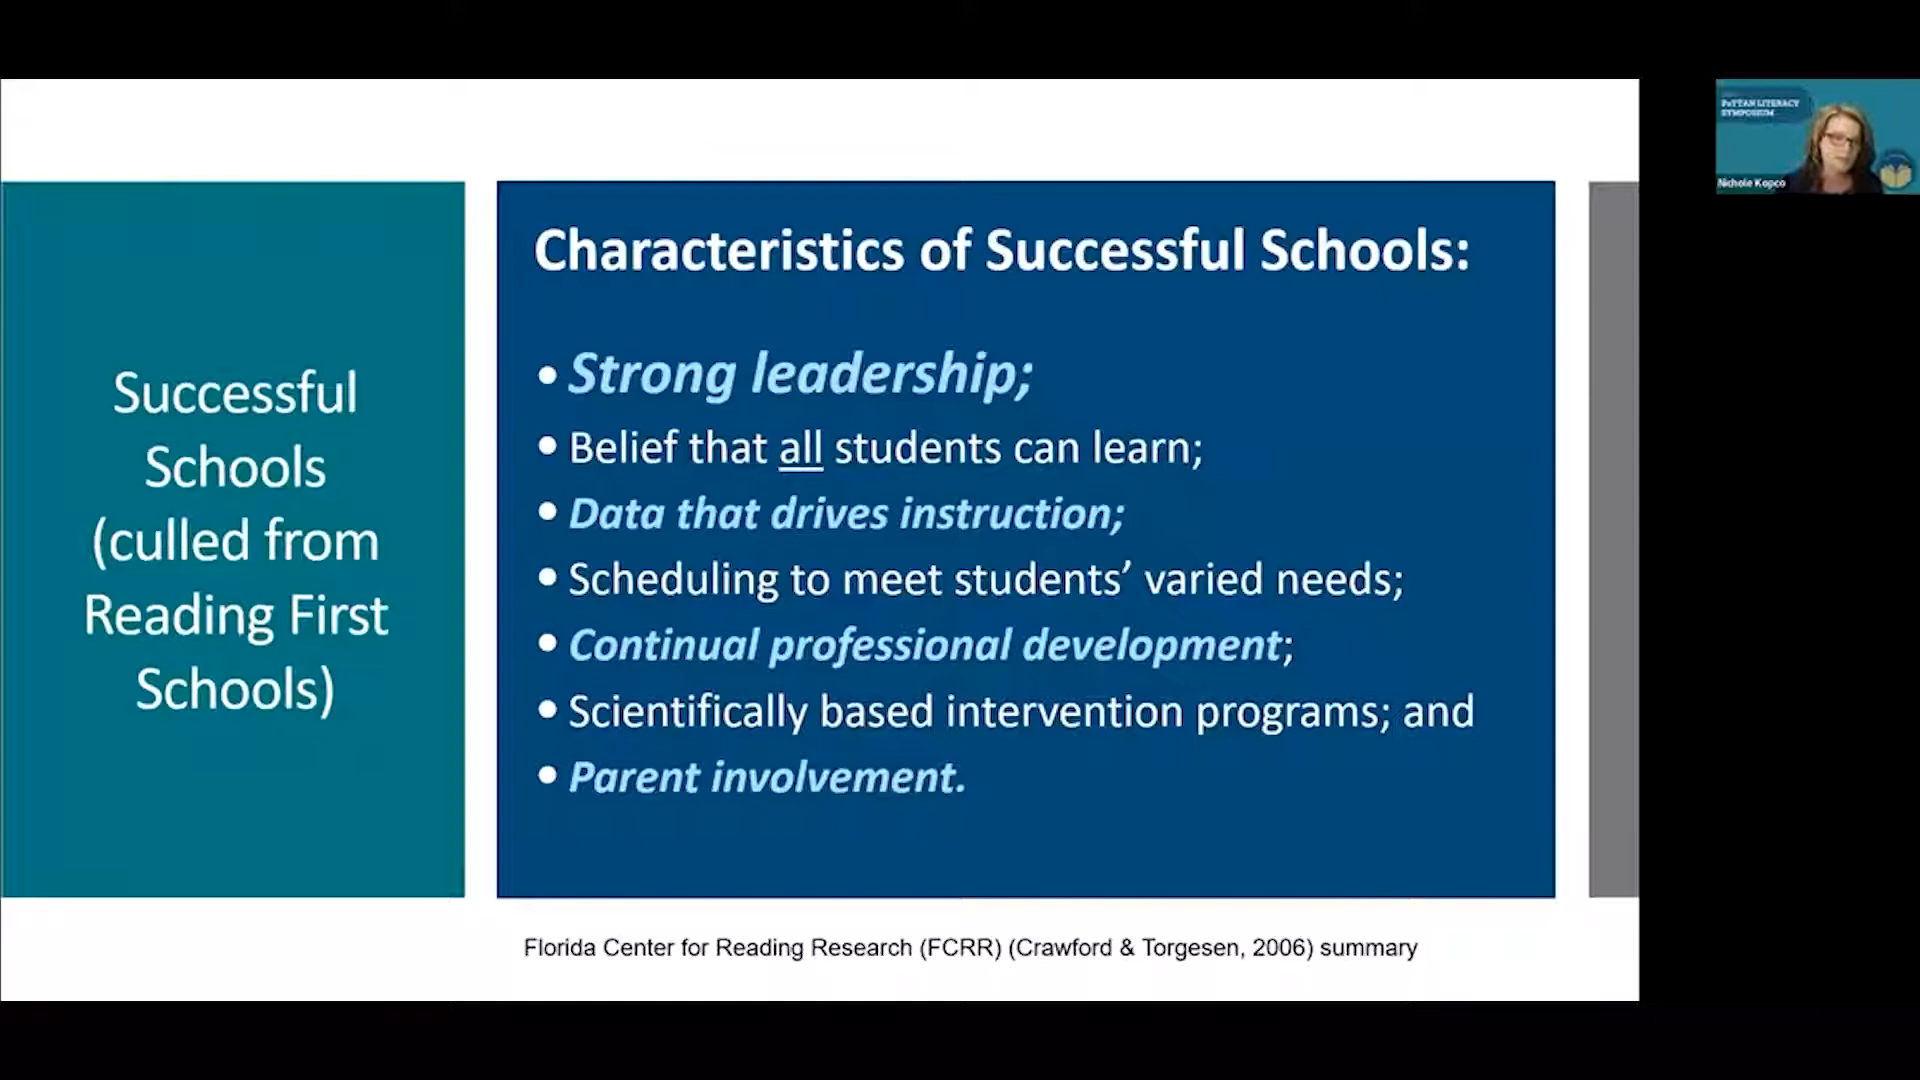 Successful
Schools
(culled from
Reading First
Schools)
Characteristics of Successful Schools:
• Strong leadership;
• Belief that all students can learn;
• Data that drives instruction;
• Scheduling to meet students’ varied needs;
• Continual professional development;
• Scientifically based intervention programs; and
• Parent involvement.
Florida Center for Reading Research (FCRR) (Crawford & Torgesen, 2006) summary
PaTTAN LITERACY
SYMPOSIUM
Nichole Kopco